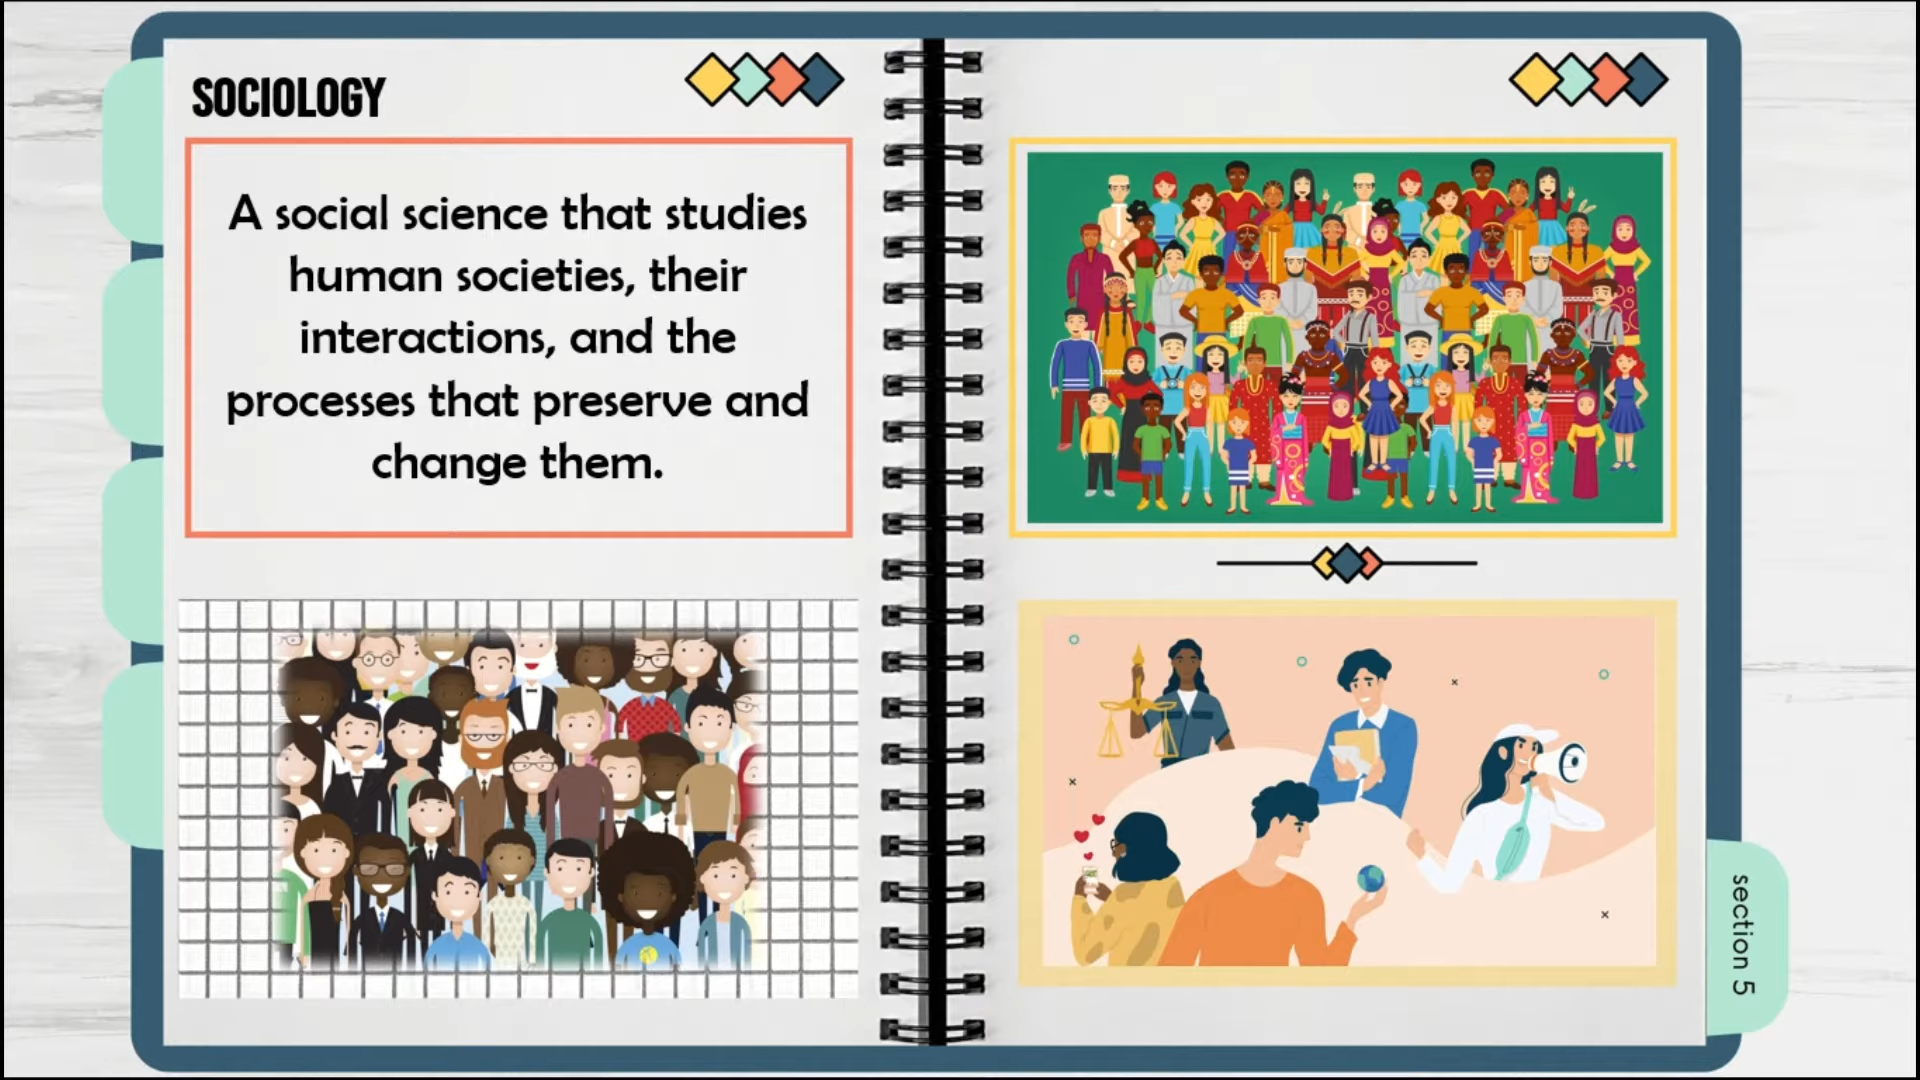 SOCIOLOGY
A social science that studies
human societies, their
interactions, and the
processes that preserve and
change them.
section 5